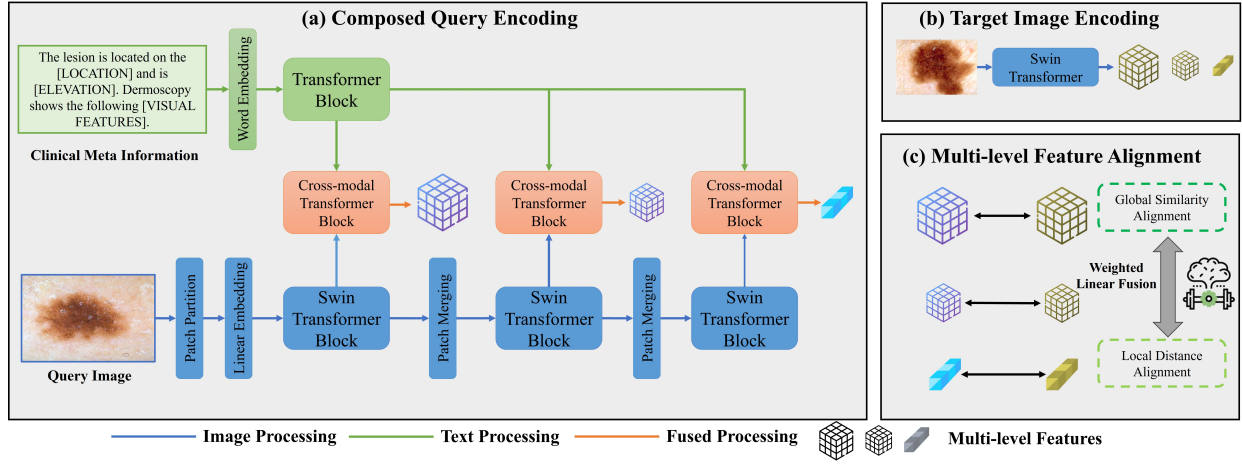 (a) Composed Query Encoding
The lesion is located on the
[LOCATION] and is
[ELEVATION]. Dermoscopy
shows the following [VISUAL
FEATURES].
Clinical Meta Information
Word Embedding
Transformer
Block
Cross-modal
Transformer
Block
Cross-modal
Transformer
Block
Cross-modal
Transformer
Block
Query Image
Patch Partition
Linear Embedding
Swin
Transformer
Block
Patch Merging
Swin
Transformer
Block
Patch Merging
Swin
Transformer
Block
(b) Target Image Encoding
Swin
Transformer
(c) Multi-level Feature Alignment
Global Similarity
Alignment
Weighted
Linear Fusion
Local Distance
Alignment
Image Processing
Text Processing
Fused Processing
Multi-level Features